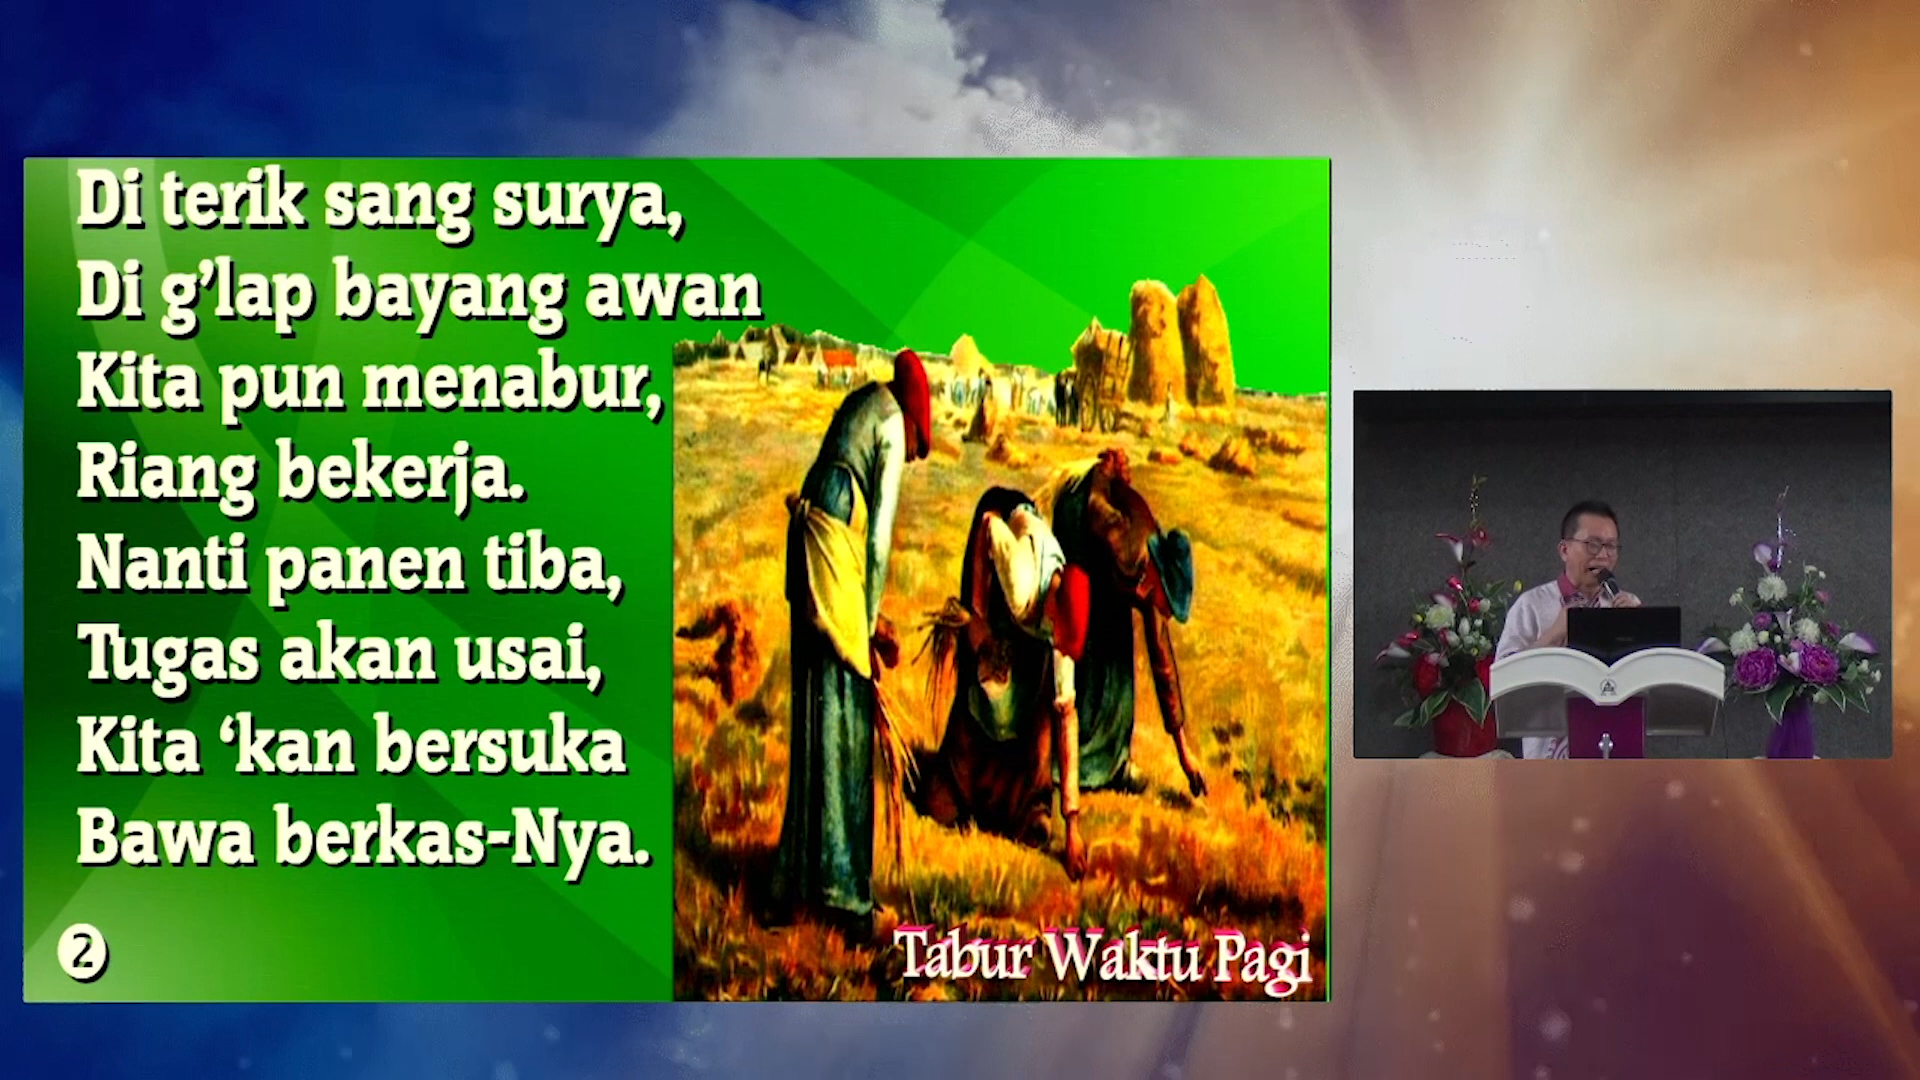 Di terik sang surya,
Di g’lap bayang awan
Kita pun menabur,
Riang bekerja.
Nanti panen tiba,
Tugas akan usai,
Kita ‘kan bersuka
Bawa berkas-Nya.
2
Tabur Waktu Pagi